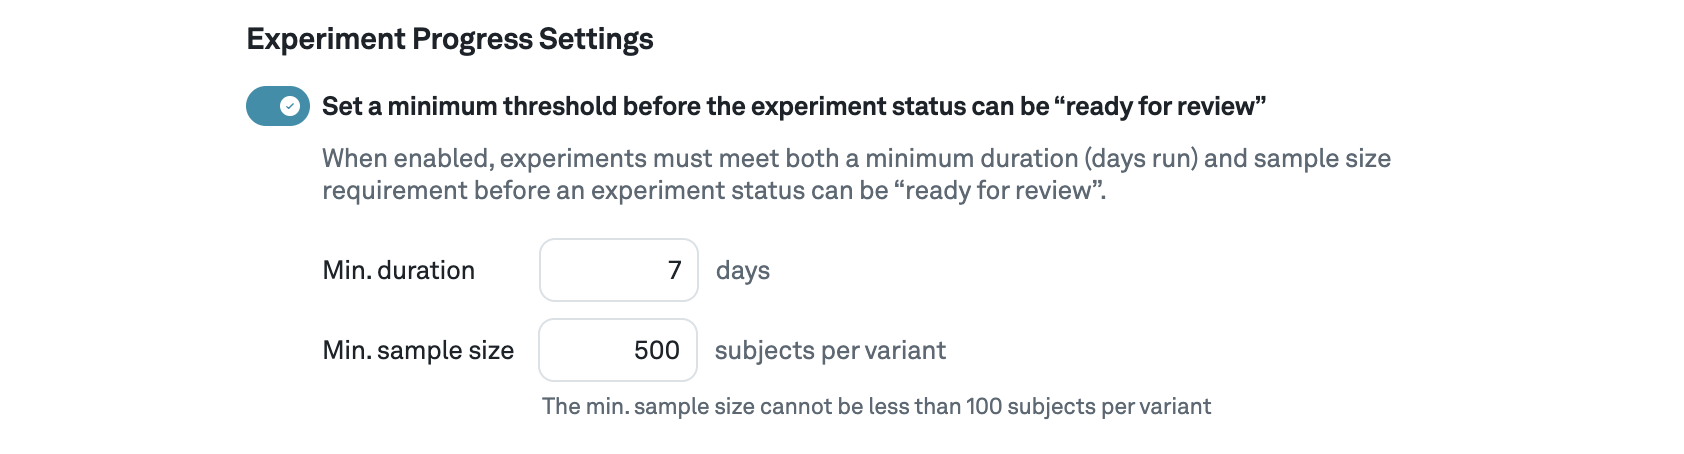 Experiment Progress Settings
Set a minimum threshold before the experiment status can be “ready for review”
When enabled, experiments must meet both a minimum duration (days run) and sample size
requirement before an experiment status can be “ready for review”.
Min. duration 7 days
Min. sample size 500 subjects per variant
The min. sample size cannot be less than 100 subjects per variant